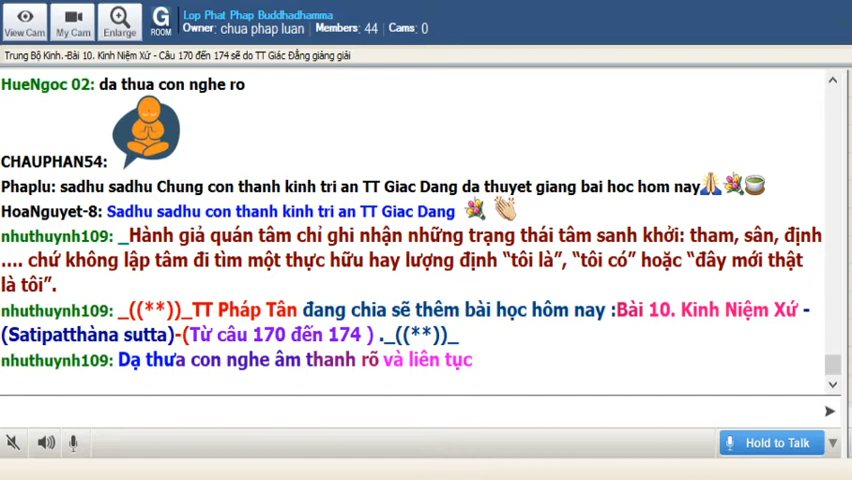 Lop Phat Phap Buddhadhamma
Owner: chua phap luan / Members: 44 / Cams: 0
View Cam
My Cam
Enlarge
G
ROOM
Trung Bộ Kinh.-Bài 10. Kinh Niệm Xứ - Câu 170 đến 174 sẽ do TT Giác Đẳng giảng giải
HueNgoc 02: da thua con nghe ro
CHAUPHAN54:
Phaplu: sadhu sadhu Chung con thanh kinh tri an TT Giac Dang da thuyet giang bai hoc hom nay🙏💐🍵
HoaNguyet-8: Sadhu sadhu con thanh kinh tri an TT Giac Dang 💐 👏
nhuthuynh109: _Hành giả quán tâm chỉ ghi nhận những trạng thái tâm sanh khởi: tham, sân, định
.... chứ không lập tâm đi tìm một thực hữu hay lượng định “tôi là”, “tôi có” hoặc “đây mới thật
là tôi”.
nhuthuynh109: _((**))_TT Pháp Tân đang chia sẽ thêm bài học hôm nay :Bài 10. Kinh Niệm Xứ -
(Satipatthàna sutta)-(Từ câu 170 đến 174 ) ._((**))_
nhuthuynh109: Dạ thưa con nghe âm thanh rõ và liên tục
Hold to Talk